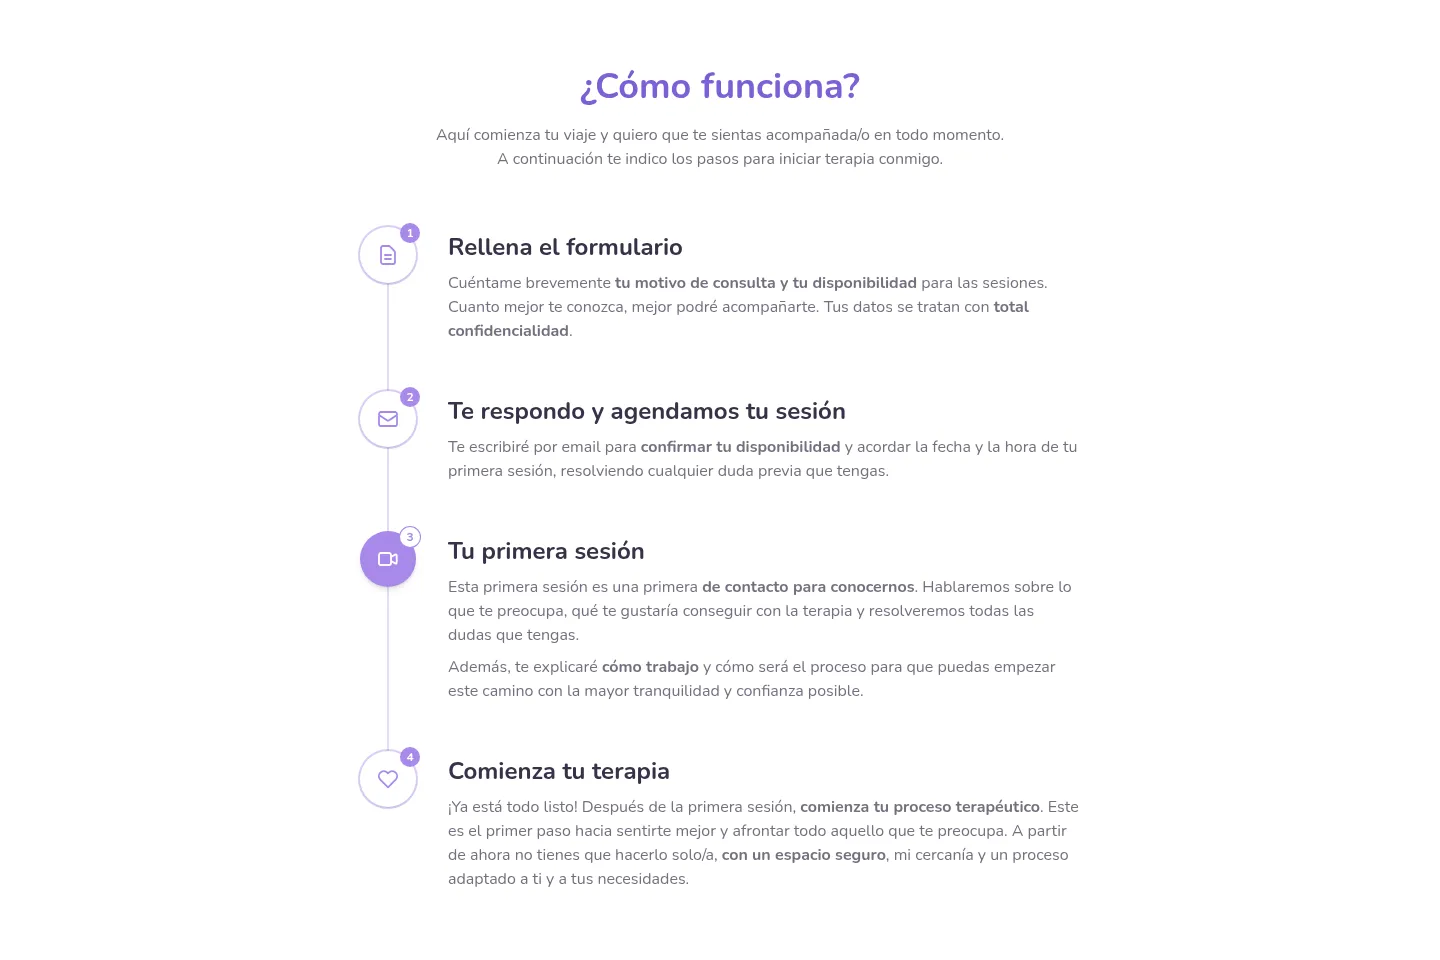 ¿Cómo funciona?
Aquí comienza tu viaje y quiero que te sientas acompañada/o en todo momento.
A continuación te indico los pasos para iniciar terapia conmigo.
1
Rellena el formulario
Cuéntame brevemente tu motivo de consulta y tu disponibilidad para las sesiones.
Cuanto mejor te conozca, mejor podré acompañarte. Tus datos se tratan con total
confidencialidad.
2
Te respondo y agendamos tu sesión
Te escribiré por email para confirmar tu disponibilidad y acordar la fecha y la hora de tu
primera sesión, resolviendo cualquier duda previa que tengas.
3
Tu primera sesión
Esta primera sesión es una primera de contacto para conocernos. Hablaremos sobre lo
que te preocupa, qué te gustaría conseguir con la terapia y resolveremos todas las
dudas que tengas.
Además, te explicaré cómo trabajo y cómo será el proceso para que puedas empezar
este camino con la mayor tranquilidad y confianza posible.
4
Comienza tu terapia
¡Ya está todo listo! Después de la primera sesión, comienza tu proceso terapéutico. Este
es el primer paso hacia sentirte mejor y afrontar todo aquello que te preocupa. A partir
de ahora no tienes que hacerlo solo/a, con un espacio seguro, mi cercanía y un proceso
adaptado a ti y a tus necesidades.